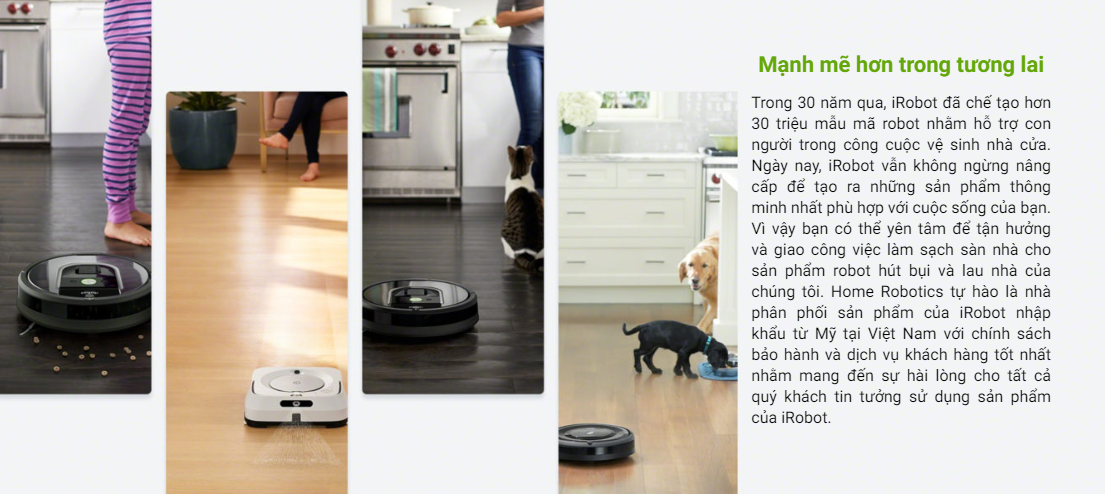 Mạnh mẽ hơn trong tương lai
Trong 30 năm qua, iRobot đã chế tạo hơn
30 triệu mẫu mã robot nhằm hỗ trợ con
người trong công cuộc vệ sinh nhà cửa.
Ngày nay, iRobot vẫn không ngừng nâng
cấp để tạo ra những sản phẩm thông
minh nhất phù hợp với cuộc sống của bạn.
Vì vậy bạn có thể yên tâm để tận hưởng
và giao công việc làm sạch sàn nhà cho
sản phẩm robot hút bụi và lau nhà của
chúng tôi. Home Robotics tự hào là nhà
phân phối sản phẩm của iRobot nhập
khẩu từ Mỹ tại Việt Nam với chính sách
bảo hành và dịch vụ khách hàng tốt nhất
nhằm mang đến sự hài lòng cho tất cả
quý khách tin tưởng sử dụng sản phẩm
của iRobot.